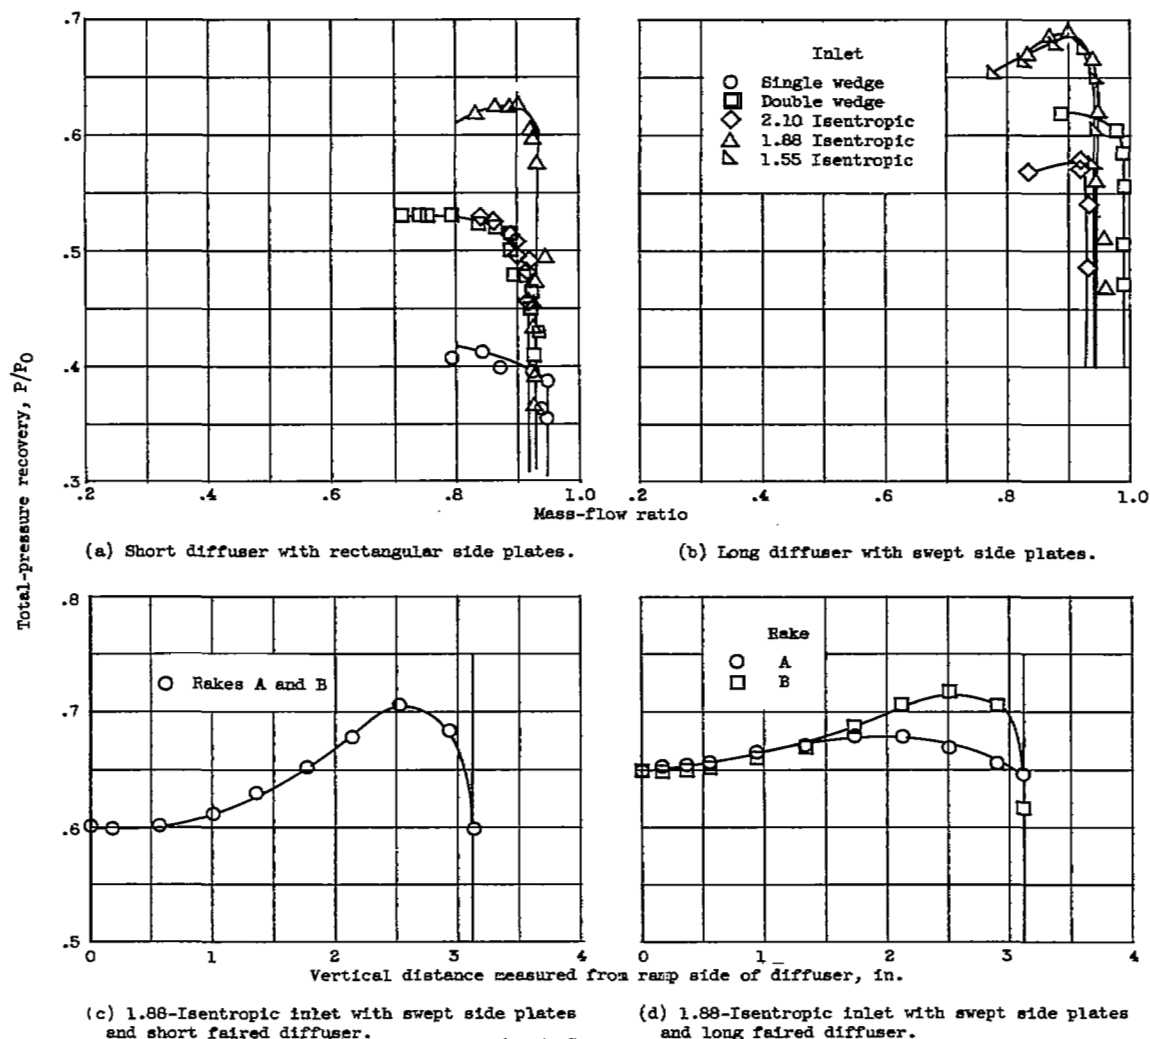 Total-pressure recovery, P/P0
.7
.6
.5
.4
.3
.2 .4 .6 .8 1.0
Inlet
Single wedge
Double wedge
2.10 Isentropic
1.88 Isentropic
1.55 Isentropic
.2 .4 .6 .8 1.0
Mass-flow ratio
(a) Short diffuser with rectangular side plates.
(b) Long diffuser with swept side plates.
.8
.7
.6
.5
Rakes A and B
0 1 2 3 4
Rake
A
B
0 1 2 3 4
Vertical distance measured from ramp side of diffuser, in.
(c) 1.88-Isentropic inlet with swept side plates
and short faired diffuser.
(d) 1.88-Isentropic inlet with swept side plates
and long faired diffuser.